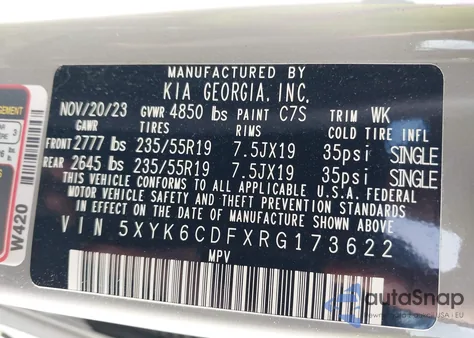 MANUFACTURED BY
KIA GEORGIA, INC.
NOV/20/23 GVWR 4850 lbs PAINT C7S TRIM WK
GAWR TIRES RIMS COLD TIRE INFL
FRONT 2777 lbs 235/55R19 7.5JX19 35psi SINGLE
REAR 2645 lbs 235/55R19 7.5JX19 35psi SINGLE
THIS VEHICLE CONFORMS TO ALL APPLICABLE U.S.A. FEDERAL
MOTOR VEHICLE SAFETY AND THEFT PREVENTION STANDARDS
IN EFFECT ON THE DATE OF MANUFACTURE SHOWN ABOVE
VIN 5XYK6CDFXRG173622
MPV
W420
autoSnap